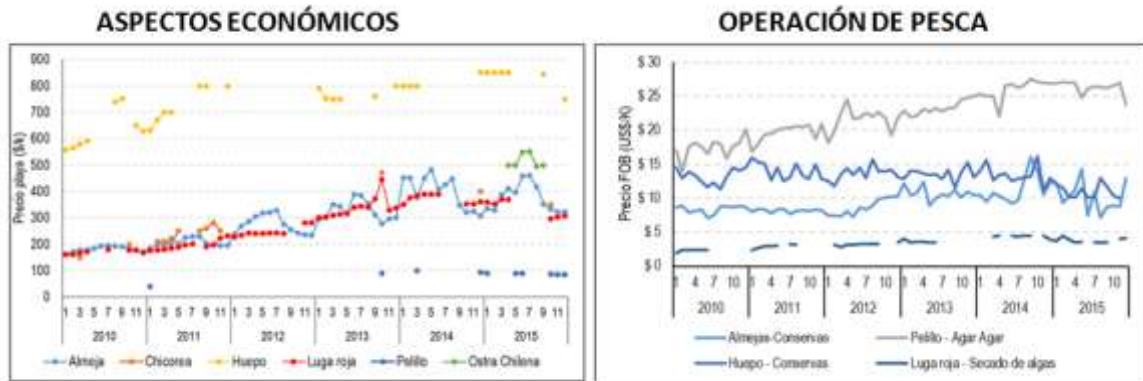 ASPECTOS ECONÓMICOS
Precio playa ($/k)
900
800
700
600
500
400
300
200
100
0
1 3 5 7 9 11 1 3 5 7 9 11 1 3 5 7 9 11 1 3 5 7 9 11 1 3 5 7 9 11 1 3 5 7 9 11
2010 2011 2012 2013 2014 2015
Almeja Chicorea Huepo Luga roja Pelillo Ostra Chilena
OPERACIÓN DE PESCA
Precio FOB (US$/K)
$ 30
$ 25
$ 20
$ 15
$ 10
$ 5
$ 0
1 4 7 10 1 4 7 10 1 4 7 10 1 4 7 10 1 4 7 10 1 4 7 10
2010 2011 2012 2013 2014 2015
Almejas-Conservas Pelillo - Agar Agar
Huepo - Conservas Luga roja - Secado de algas